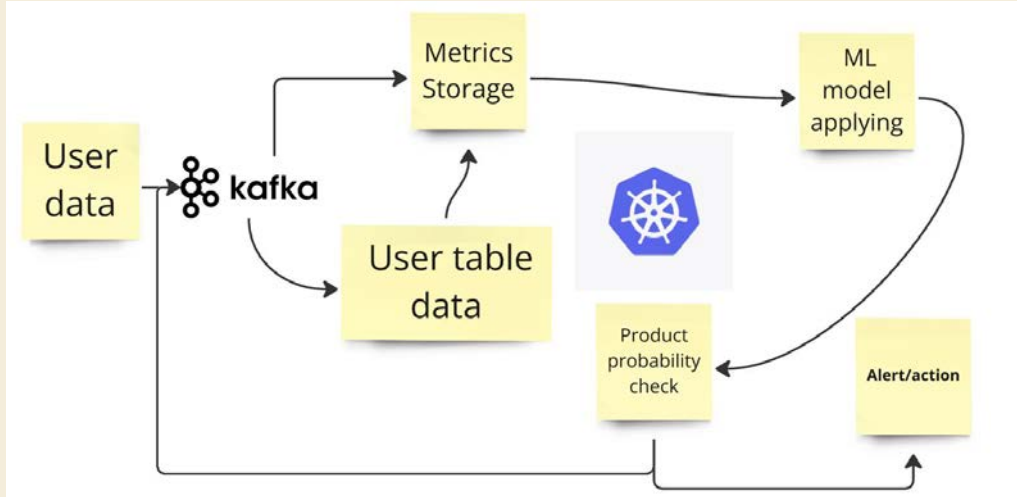 User
data
kafka
Metrics
Storage
User table
data
ML
model
applying
Product
probability
check
Alert/action